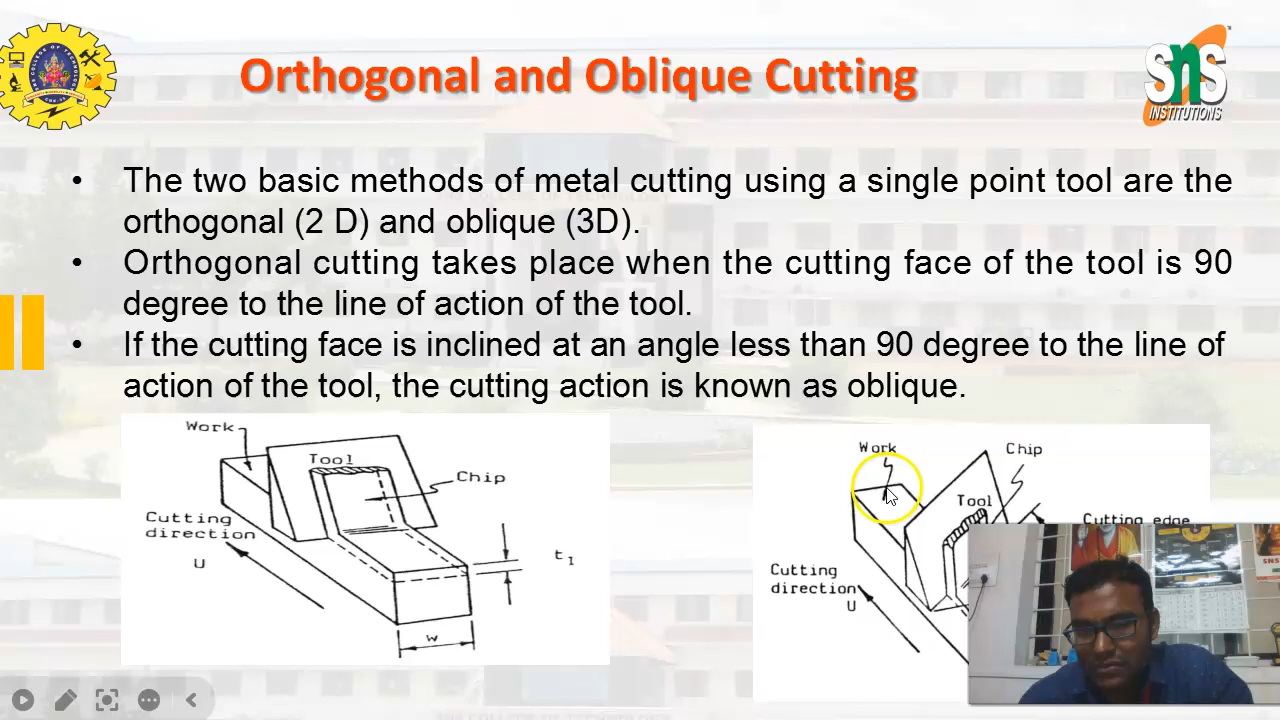 Orthogonal and Oblique Cutting
SnS
INSTITUTIONS
• The two basic methods of metal cutting using a single point tool are the
orthogonal (2 D) and oblique (3D).
• Orthogonal cutting takes place when the cutting face of the tool is 90
degree to the line of action of the tool.
• If the cutting face is inclined at an angle less than 90 degree to the line of
action of the tool, the cutting action is known as oblique.
Work
Tool
Chip
Cutting
direction
U
t1
w
Work
Chip
Tool
Cutting edge
Cutting
direction
U